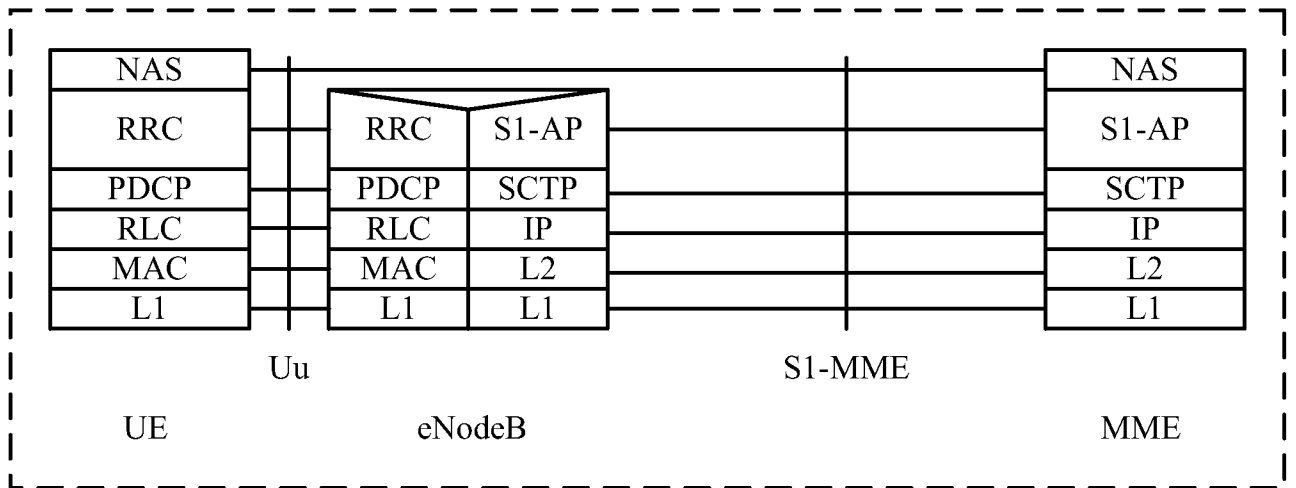 NAS NAS
RRC RRC S1-AP S1-AP
PDCP PDCP SCTP SCTP
RLC RLC IP IP
MAC MAC L2 L2
L1 L1 L1 L1
Uu S1-MME
UE eNodeB MME